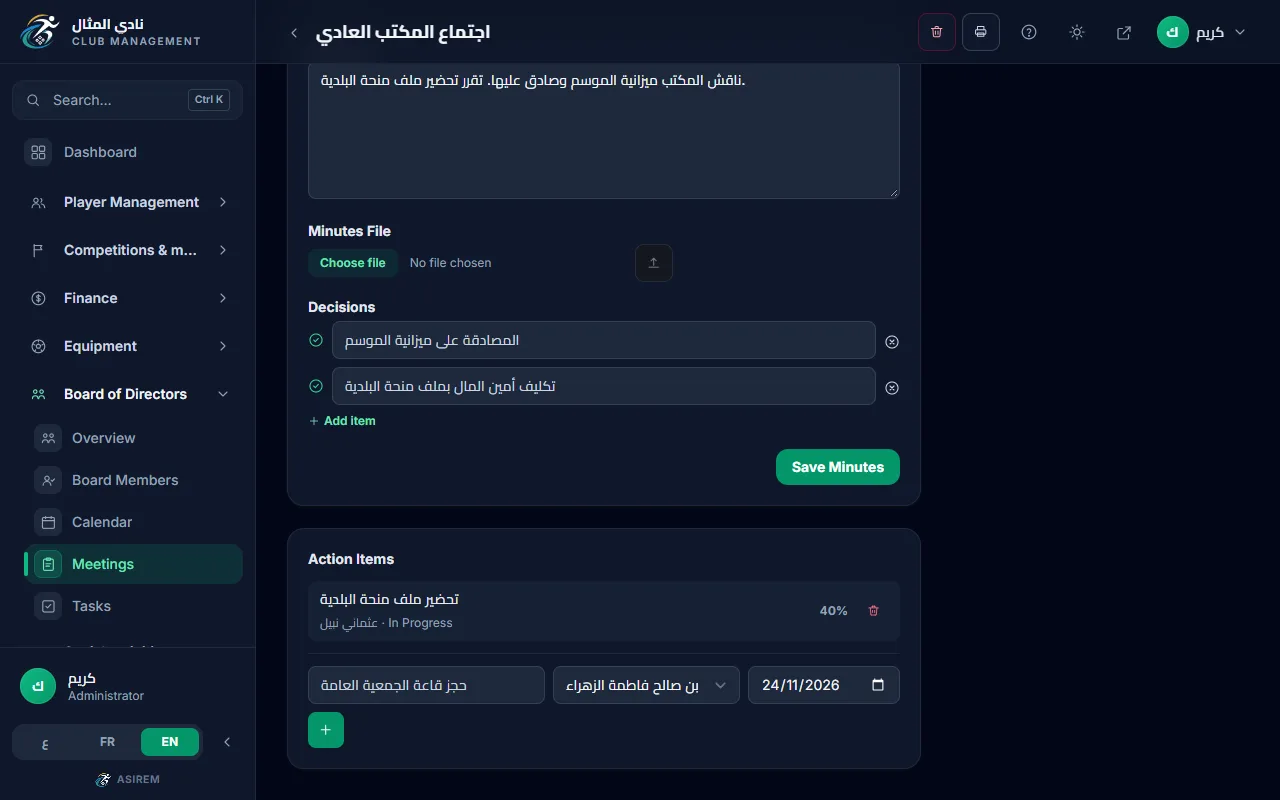 نادي المثال
CLUB MANAGEMENT
Search...
Ctrl K
Dashboard
Player Management
Competitions & m...
Finance
Equipment
Board of Directors
Overview
Board Members
Calendar
Meetings
Tasks
كريم
Administrator
ع
FR
EN
ASIREM
اجتماع المكتب العادي
ك
كريم
ناقش المكتب ميزانية الموسم وصادق عليها. تقرر تحضير ملف منحة البلدية.
Minutes File
Choose file
No file chosen
Decisions
المصادقة على ميزانية الموسم
تكليف أمين المال بملف منحة البلدية
+ Add item
Save Minutes
Action Items
تحضير ملف منحة البلدية
عثماني نبيل · In Progress
40%
حجز قاعة الجمعية العامة
بن صالح فاطمة الزهراء
24/11/2026
+